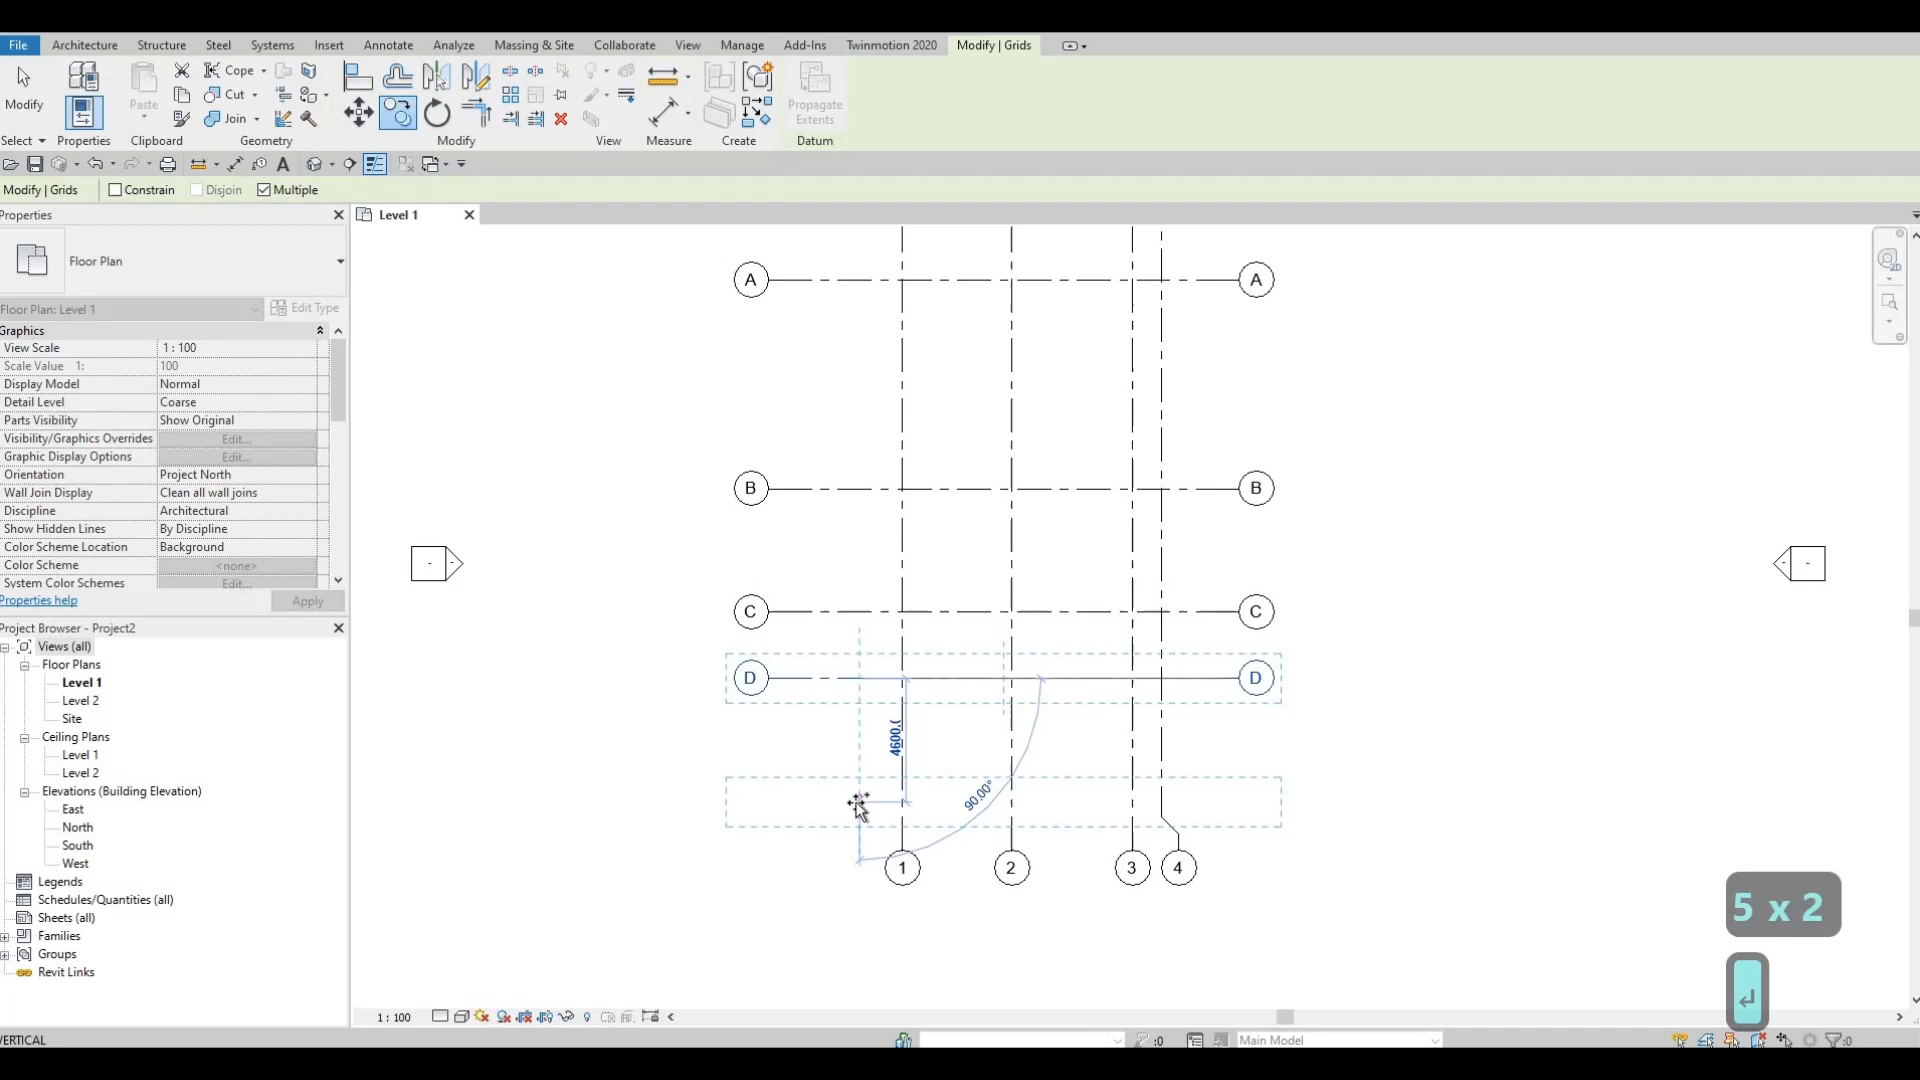 File Architecture Structure Steel Systems Insert Annotate Analyze Massing & Site Collaborate View Manage Add-Ins Twinmotion 2020 Modify | Grids
Modify
Paste
Cope
Cut
Join
Propagate
Extents
Select Properties Clipboard Geometry Modify View Measure Create Datum
Modify | Grids Constrain Disjoin Multiple
Properties
Level 1
Floor Plan
Floor Plan: Level 1 Edit Type
Graphics
View Scale 1 : 100
Scale Value 1: 100
Display Model Normal
Detail Level Coarse
Parts Visibility Show Original
Visibility/Graphics Overrides Edit...
Graphic Display Options Edit...
Orientation Project North
Wall Join Display Clean all wall joins
Discipline Architectural
Show Hidden Lines By Discipline
Color Scheme Location Background
Color Scheme <none>
System Color Schemes Edit...
Properties help Apply
Project Browser - Project2
Views (all)
Floor Plans
Level 1
Level 2
Site
Ceiling Plans
Level 1
Level 2
Elevations (Building Elevation)
East
North
South
West
Legends
Schedules/Quantities (all)
Sheets (all)
Families
Groups
Revit Links
A A
B B
C C
D D
4600.(
90.00°
1 2 3 4
5 x 2
1 : 100
VERTICAL
:0
Main Model
:0